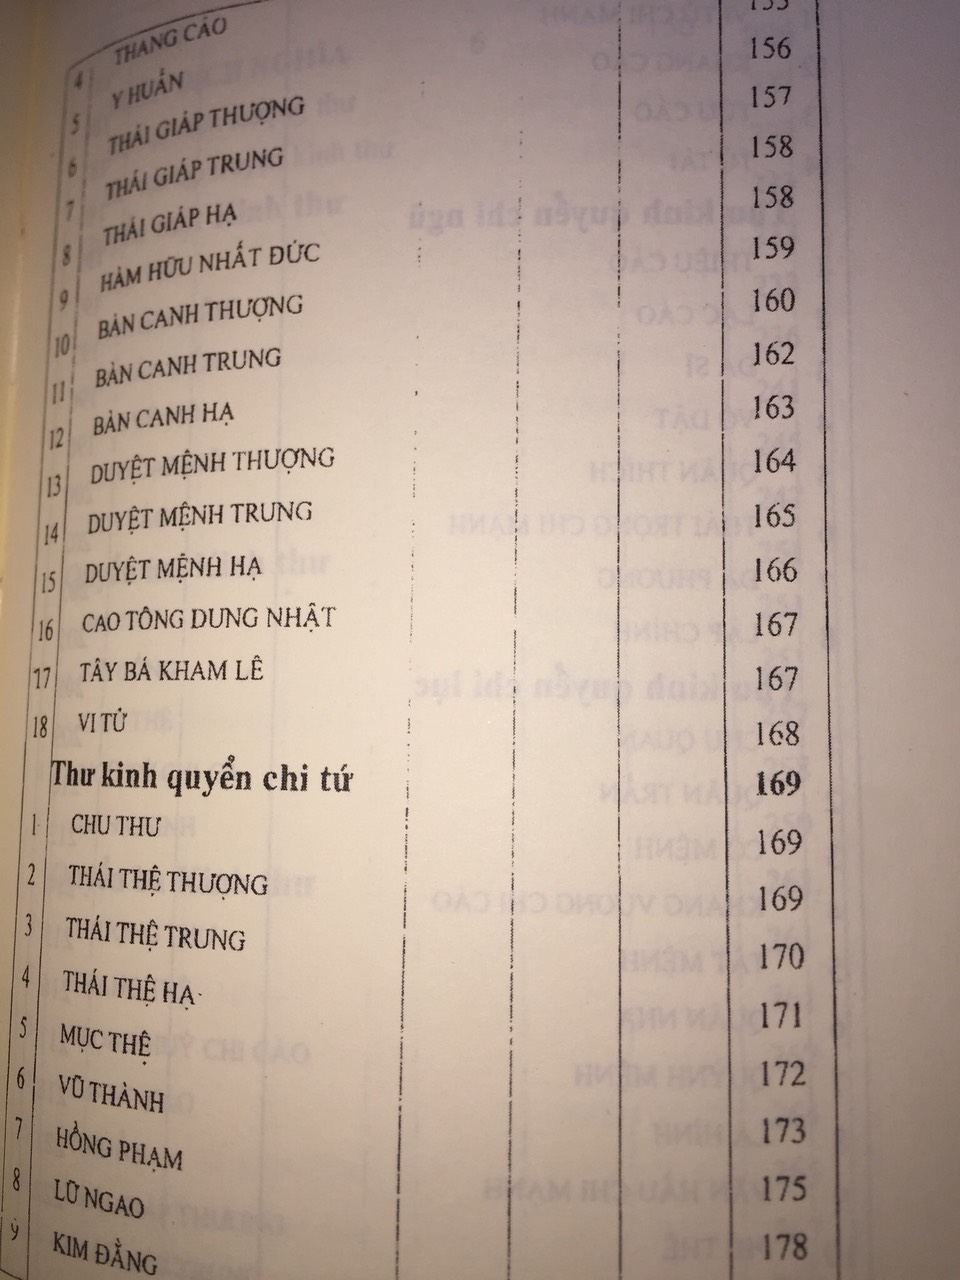 4 THANG CÁO 155
5 Y HUẤN 156
6 THÁI GIÁP THƯỢNG 157
7 THÁI GIÁP TRUNG 158
8 THÁI GIÁP HẠ 158
9 HÀM HỮU NHẤT ĐỨC 159
10 BÀN CANH THƯỢNG 160
11 BÀN CANH TRUNG 162
12 BÀN CANH HẠ 163
13 DUYỆT MỆNH THƯỢNG 164
14 DUYỆT MỆNH TRUNG 165
15 DUYỆT MỆNH HẠ 166
16 CAO TÔNG DUNG NHẬT 167
17 TÂY BÁ KHAM LÊ 167
18 VI TỬ 168
Thư kinh quyển chi tứ 169
1 CHU THƯ 169
2 THÁI THỆ THƯỢNG 169
3 THÁI THỆ TRUNG 170
4 THÁI THỆ HẠ 171
5 MỤC THỆ 172
6 VŨ THÀNH 173
7 HỒNG PHẠM 175
8 LỮ NGAO 178
9 KIM ĐẰNG